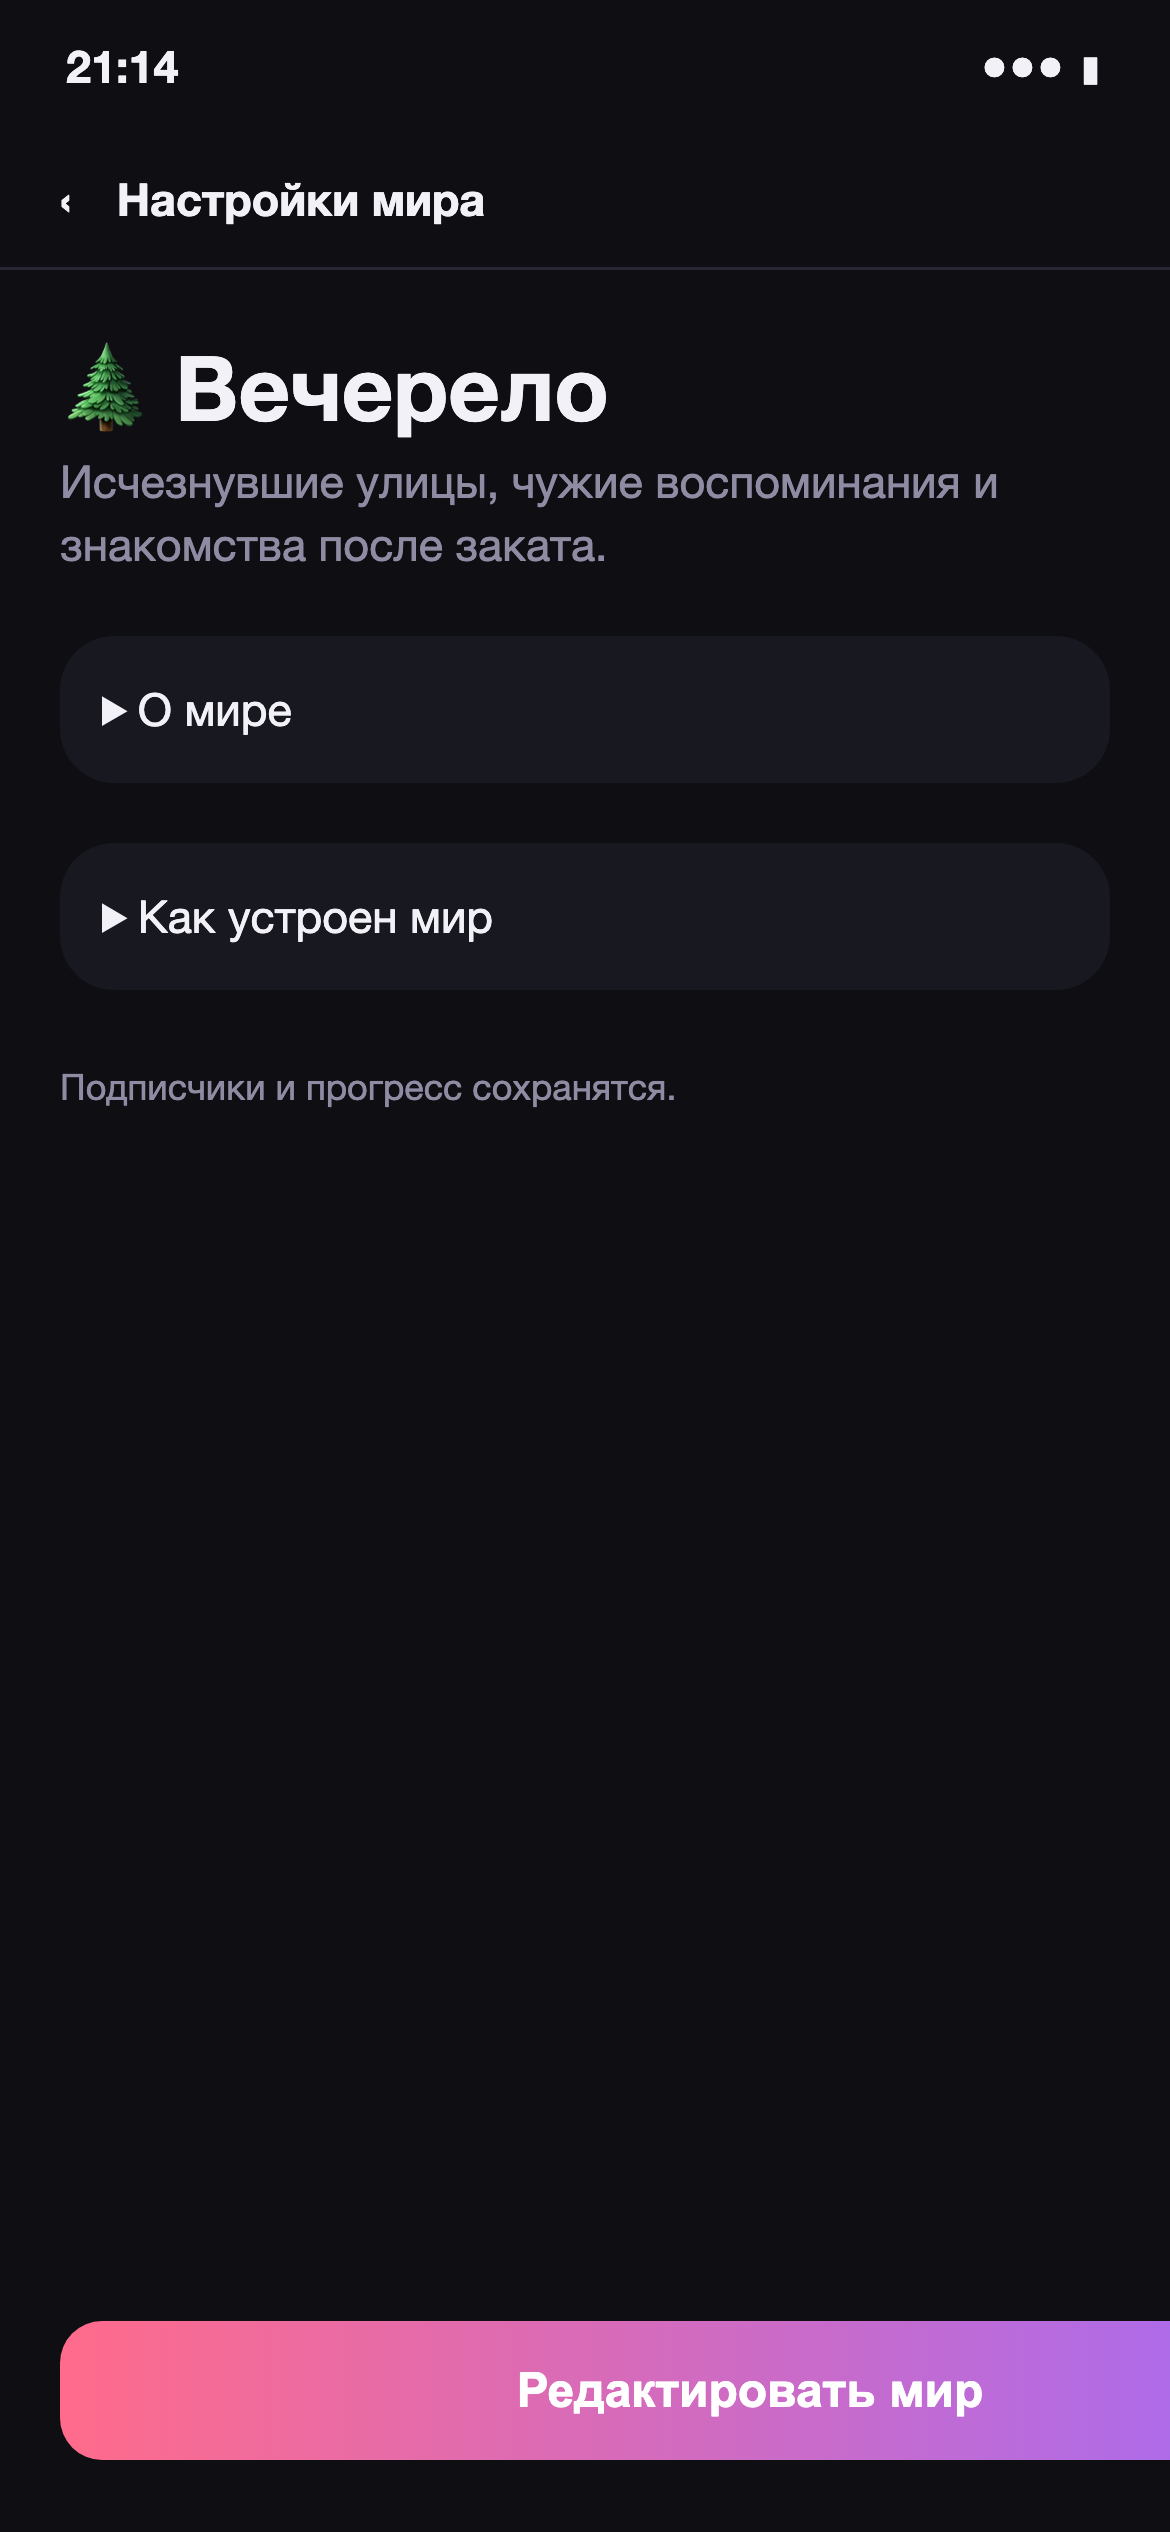 21:14
Настройки мира
Вечерело
Исчезнувшие улицы, чужие воспоминания и
знакомства после заката.
О мире
Как устроен мир
Подписчики и прогресс сохранятся.
Редактировать мир